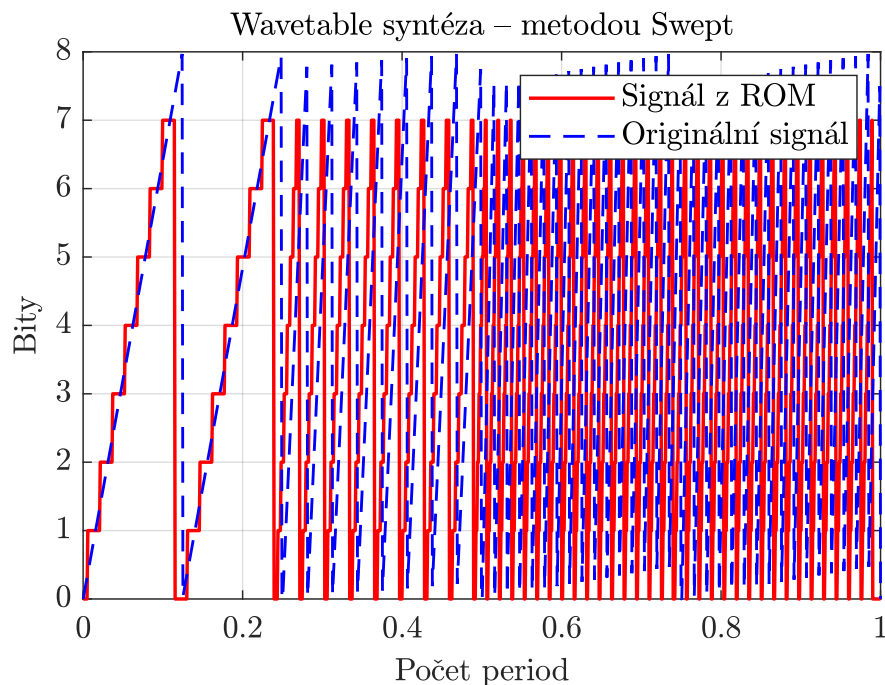 Wavetable syntéza – metodou Swept
8
7
6
5
4
3
2
1
0
Bity
Signál z ROM
Originální signál
0 0.2 0.4 0.6 0.8 1
Počet period